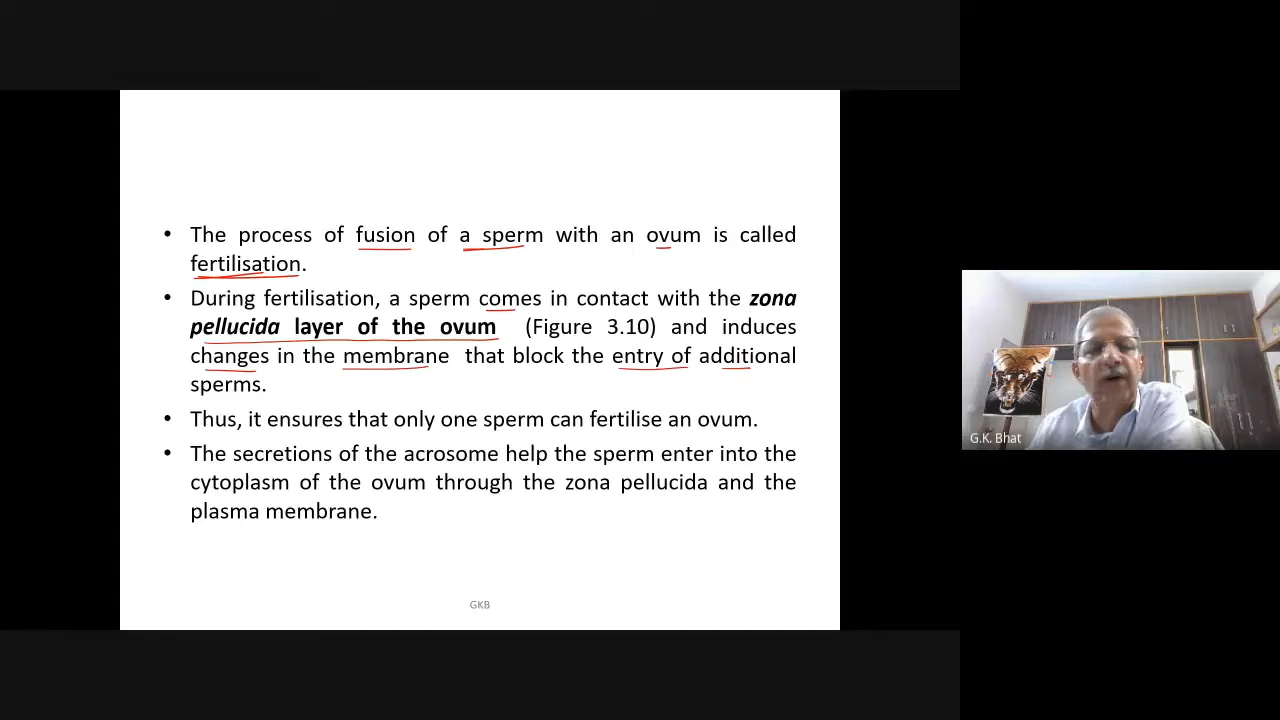 • The process of fusion of a sperm with an ovum is called
fertilisation.
• During fertilisation, a sperm comes in contact with the zona
pellucida layer of the ovum (Figure 3.10) and induces
changes in the membrane that block the entry of additional
sperms.
• Thus, it ensures that only one sperm can fertilise an ovum.
• The secretions of the acrosome help the sperm enter into the
cytoplasm of the ovum through the zona pellucida and the
plasma membrane.
GKB
G.K. Bhat